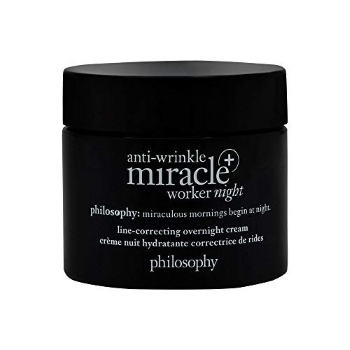 anti-wrinkle
miracle+
worker night
philosophy: miraculous mornings begin at night.
line-correcting overnight cream
crème nuit hydratante correctrice de rides
philosophy